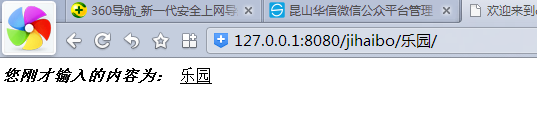 360导航_新一代安全上网导 昆山华信微信公众平台管理 欢迎来到
127.0.0.1:8080/jihaibo/乐园/
您刚才输入的内容为： 乐园